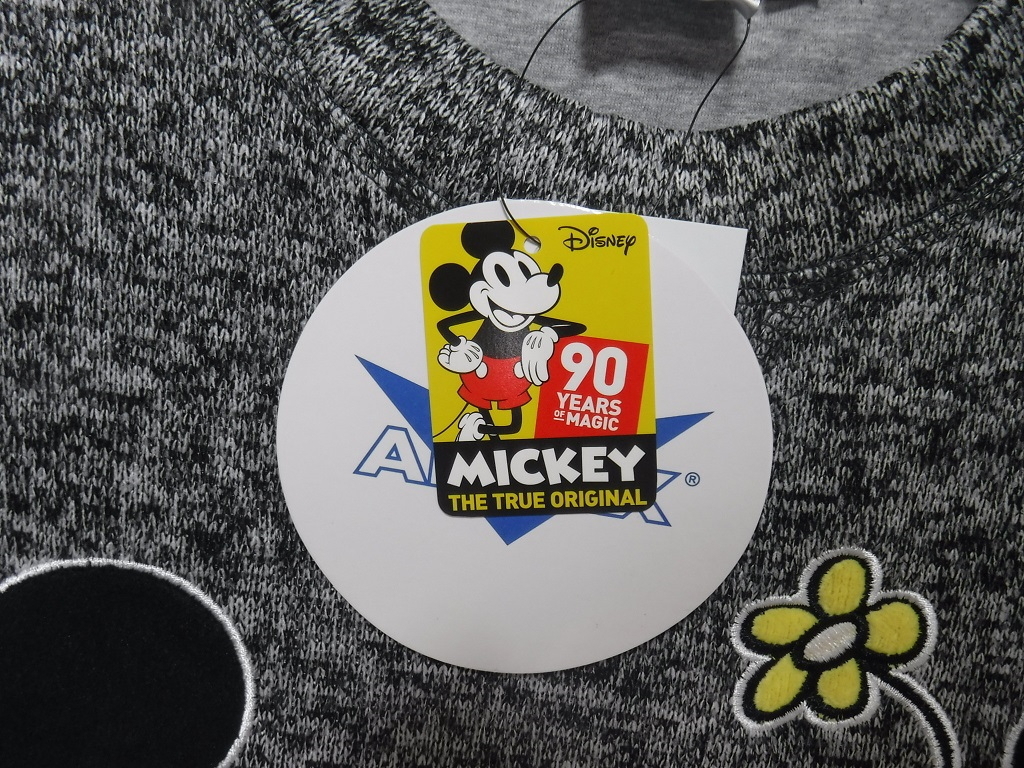 Disney
90
YEARS
OF MAGIC
MICKEY
THE TRUE ORIGINAL
®